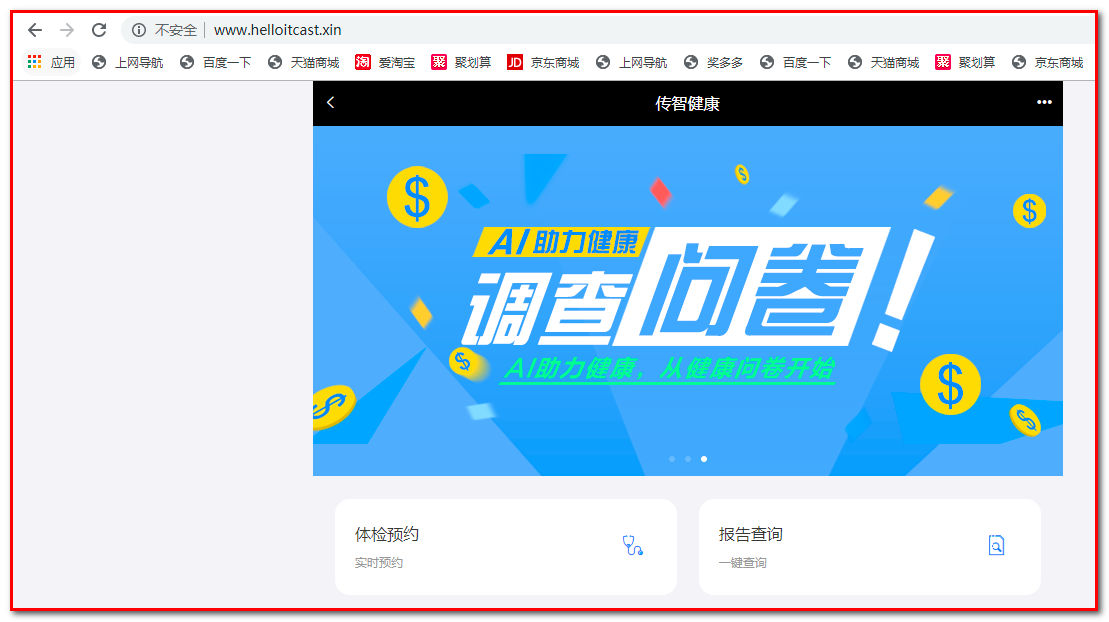 不安全 | www.helloitcast.xin
应用 上网导航 百度一下 天猫商城 淘 爱淘宝 聚 聚划算 JD 京东商城 上网导航 奖多多 百度一下 天猫商城 聚 聚划算 京东商城
传智健康
AI助力健康
调查问卷!
AI助力健康，从健康问卷开始
体检预约
实时预约
报告查询
一键查询